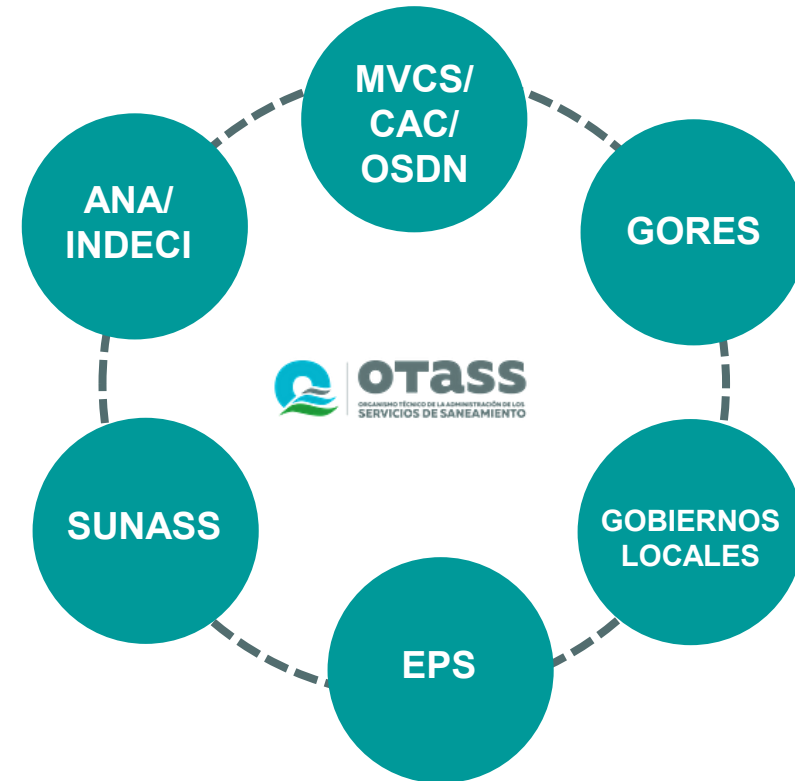 MVCS/
CAC/
OSDN
ANA/
INDECI
GORES
OTASS
ORGANISMO TÉCNICO DE LA ADMINISTRACIÓN DE LOS
SERVICIOS DE SANEAMIENTO
SUNASS
GOBIERNOS
LOCALES
EPS